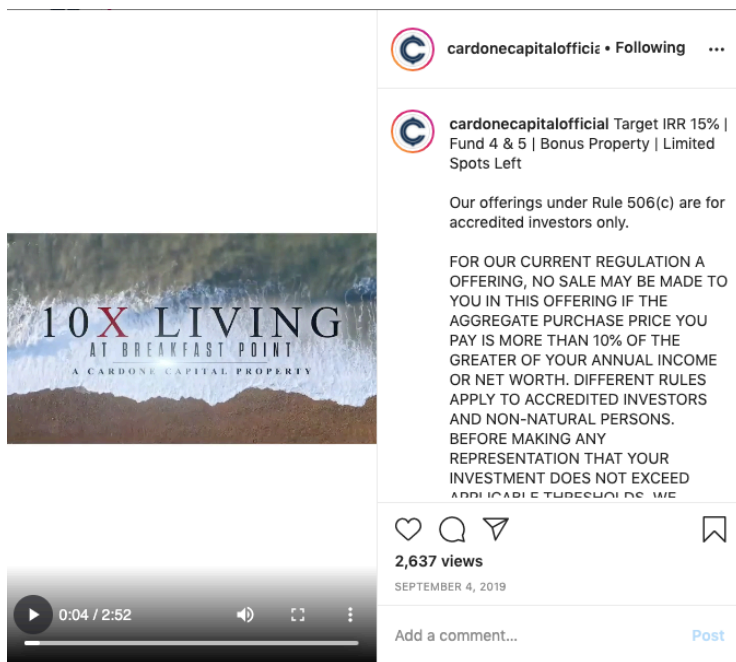 cardonecapitalofficia • Following
cardonecapitalofficial Target IRR 15% |
Fund 4 & 5 | Bonus Property | Limited
Spots Left
Our offerings under Rule 506(c) are for
accredited investors only.
FOR OUR CURRENT REGULATION A
OFFERING, NO SALE MAY BE MADE TO
YOU IN THIS OFFERING IF THE
AGGREGATE PURCHASE PRICE YOU
PAY IS MORE THAN 10% OF THE
GREATER OF YOUR ANNUAL INCOME
OR NET WORTH. DIFFERENT RULES
APPLY TO ACCREDITED INVESTORS
AND NON-NATURAL PERSONS.
BEFORE MAKING ANY
REPRESENTATION THAT YOUR
INVESTMENT DOES NOT EXCEED
APPLICABLE THRESHOLDS, WE
10X LIVING
AT BREAKFAST POINT
A CARDONE CAPITAL PROPERTY
0:04 / 2:52
2,637 views
SEPTEMBER 4, 2019
Add a comment...
Post